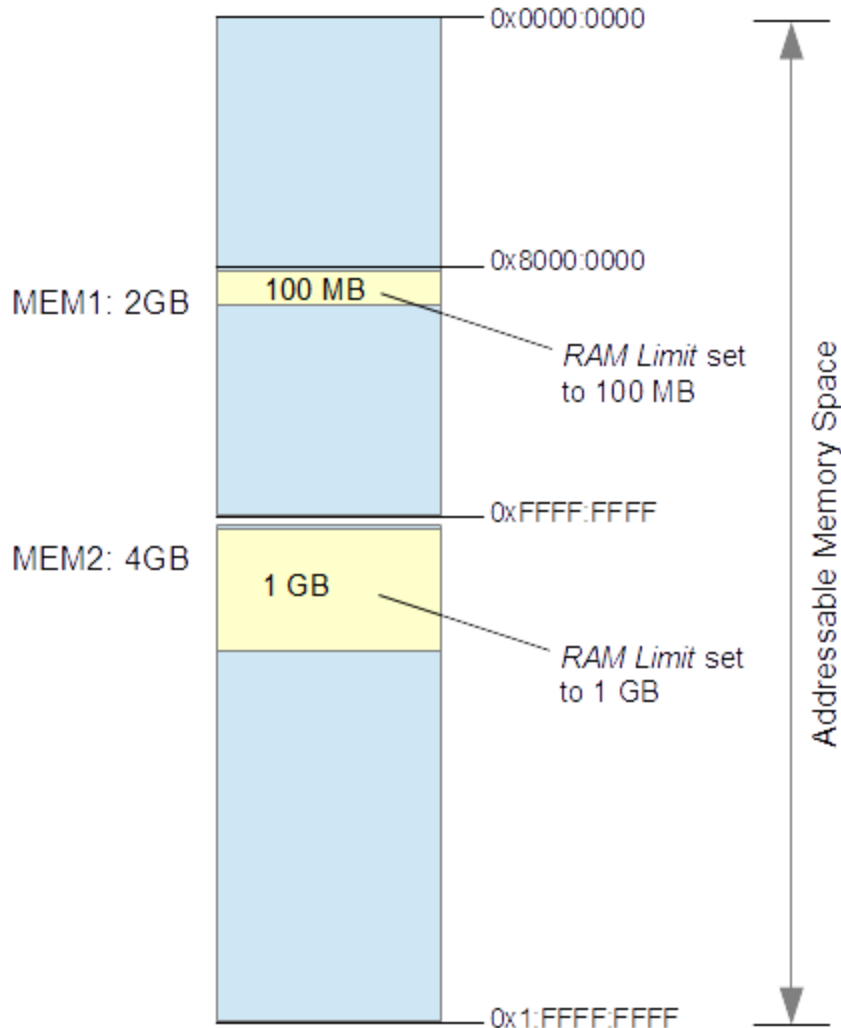 0x0000:0000
0x8000:0000
MEM1: 2GB
100 MB
RAM Limit set
to 100 MB
0xFFFF:FFFF
MEM2: 4GB
1 GB
RAM Limit set
to 1 GB
Addressable Memory Space
0x1:FFFF:FFFF